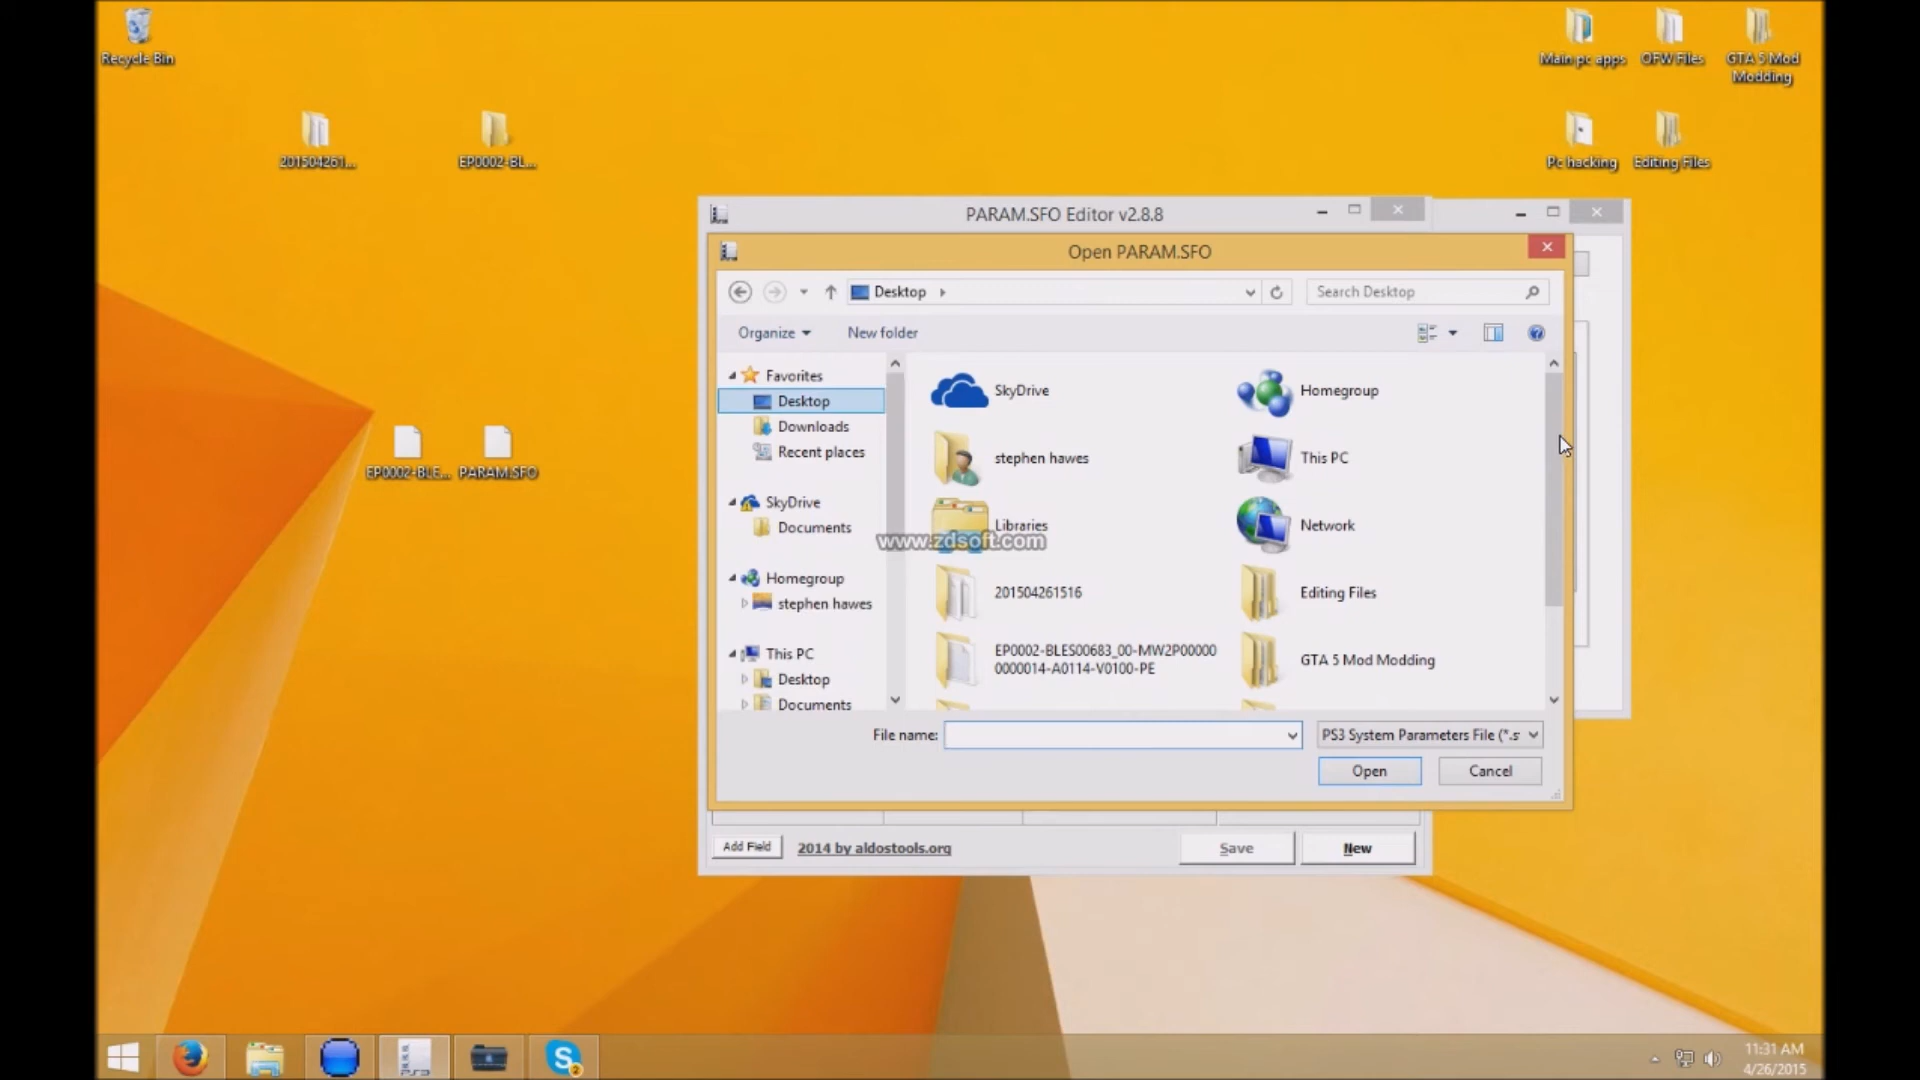 Recycle Bin
Main pc apps
OFW Files
GTA 5 Mod
Modding
201504261...
EP0002-BL...
Pc hacking
Editing Files
PARAM.SFO Editor v2.8.8
Open PARAM.SFO
Desktop
Search Desktop
Organize
New folder
Favorites
Desktop
Downloads
Recent places
SkyDrive
Documents
Homegroup
stephen hawes
This PC
Desktop
Documents
SkyDrive
Homegroup
stephen hawes
This PC
Libraries
Network
www.zdsoft.com
201504261516
Editing Files
EP0002-BLES00683_00-MW2P00000
0000014-A0114-V0100-PE
GTA 5 Mod Modding
EP0002-BLE...
PARAM.SFO
File name:
PS3 System Parameters File (*.s
Open
Cancel
Add Field
2014 by aldostools.org
Save
New
11:31 AM
4/26/2015